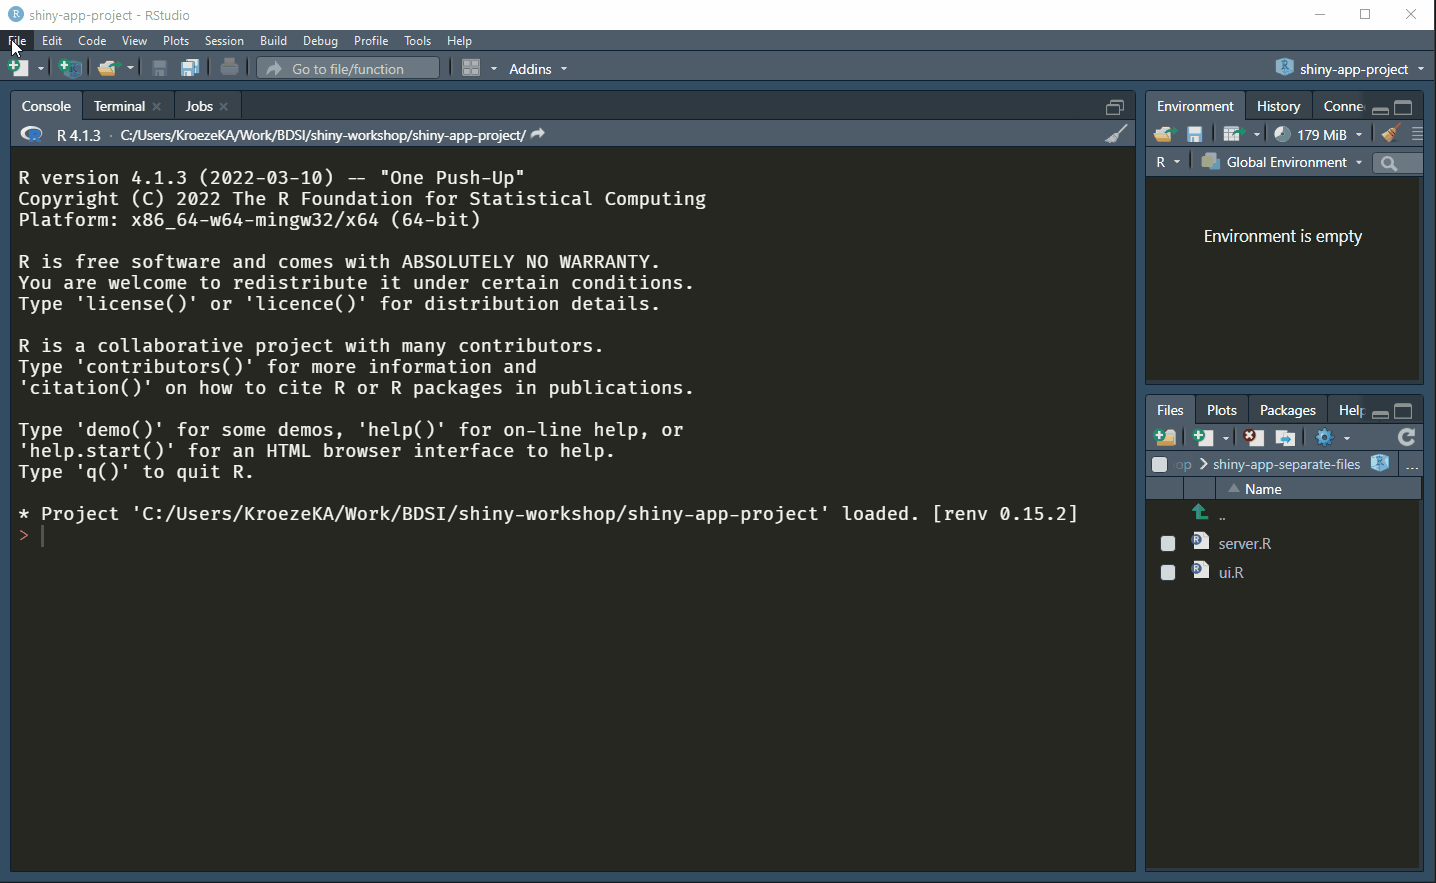 shiny-app-project - RStudio
File Edit Code View Plots Session Build Debug Profile Tools Help
Go to file/function Addins shiny-app-project
Console Terminal Jobs
R 4.1.3 · C:/Users/KroezeKA/Work/BDSI/shiny-workshop/shiny-app-project/
R version 4.1.3 (2022-03-10) -- "One Push-Up"
Copyright (C) 2022 The R Foundation for Statistical Computing
Platform: x86_64-w64-mingw32/x64 (64-bit)
R is free software and comes with ABSOLUTELY NO WARRANTY.
You are welcome to redistribute it under certain conditions.
Type 'license()' or 'licence()' for distribution details.
R is a collaborative project with many contributors.
Type 'contributors()' for more information and
'citation()' on how to cite R or R packages in publications.
Type 'demo()' for some demos, 'help()' for on-line help, or
'help.start()' for an HTML browser interface to help.
Type 'q()' to quit R.
* Project 'C:/Users/KroezeKA/Work/BDSI/shiny-workshop/shiny-app-project' loaded. [renv 0.15.2]
>
Environment History Conne
179 MiB
R Global Environment
Environment is empty
Files Plots Packages Help
op > shiny-app-separate-files ...
Name
..
server.R
ui.R